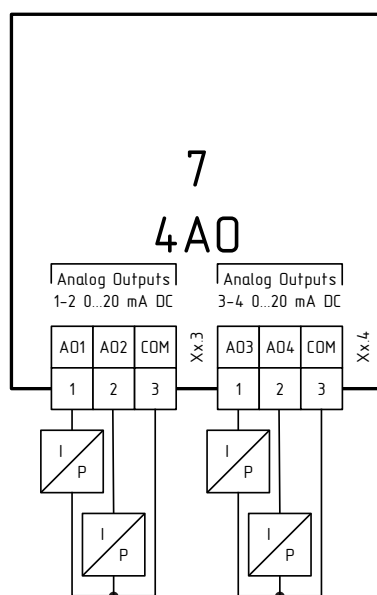 7
4AO
Analog Outputs
1-2 0...20 mA DC
Analog Outputs
3-4 0...20 mA DC
AO1 AO2 COM
Xx.3
AO3 AO4 COM
Xx.4
1 2 3
1 2 3
I
P
I
P
I
P
I
P